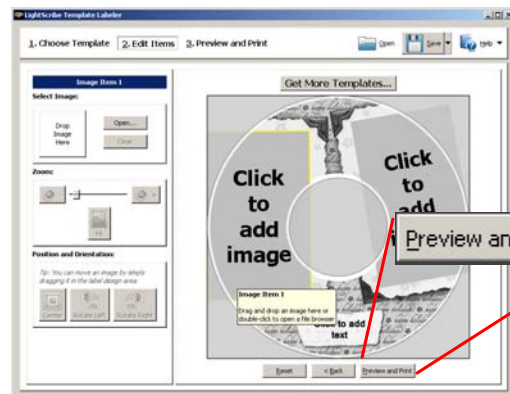 LightScribe Template Labeler
1. Choose Template 2. Edit Items 3. Preview and Print Open Save Help
Image Item 1
Select Image:
Drop
Image
Here
Open...
Clear
Zoom:
Fit
Position and Orientation:
Tip: You can move an image by simply
dragging it in the label design area.
Center Rotate Left Rotate Right
Get More Templates...
Click
to
add
image
Click
to
add
Preview an
Image Item 1
Drag and drop an image here or
double-click to open a file browser
to add
text
Reset < Back Preview and Print